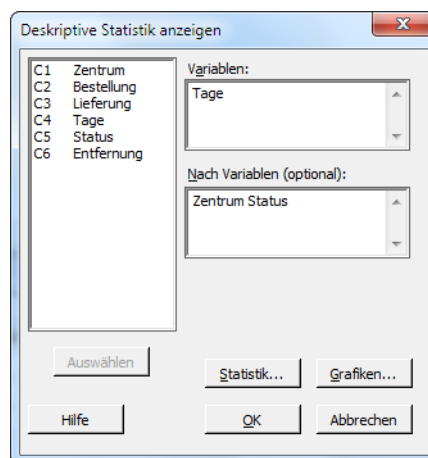 Deskriptive Statistik anzeigen
C1 Zentrum
C2 Bestellung
C3 Lieferung
C4 Tage
C5 Status
C6 Entfernung
Variablen:
Tage
Nach Variablen (optional):
Zentrum Status
Auswählen
Statistik...
Grafiken...
Hilfe
OK
Abbrechen